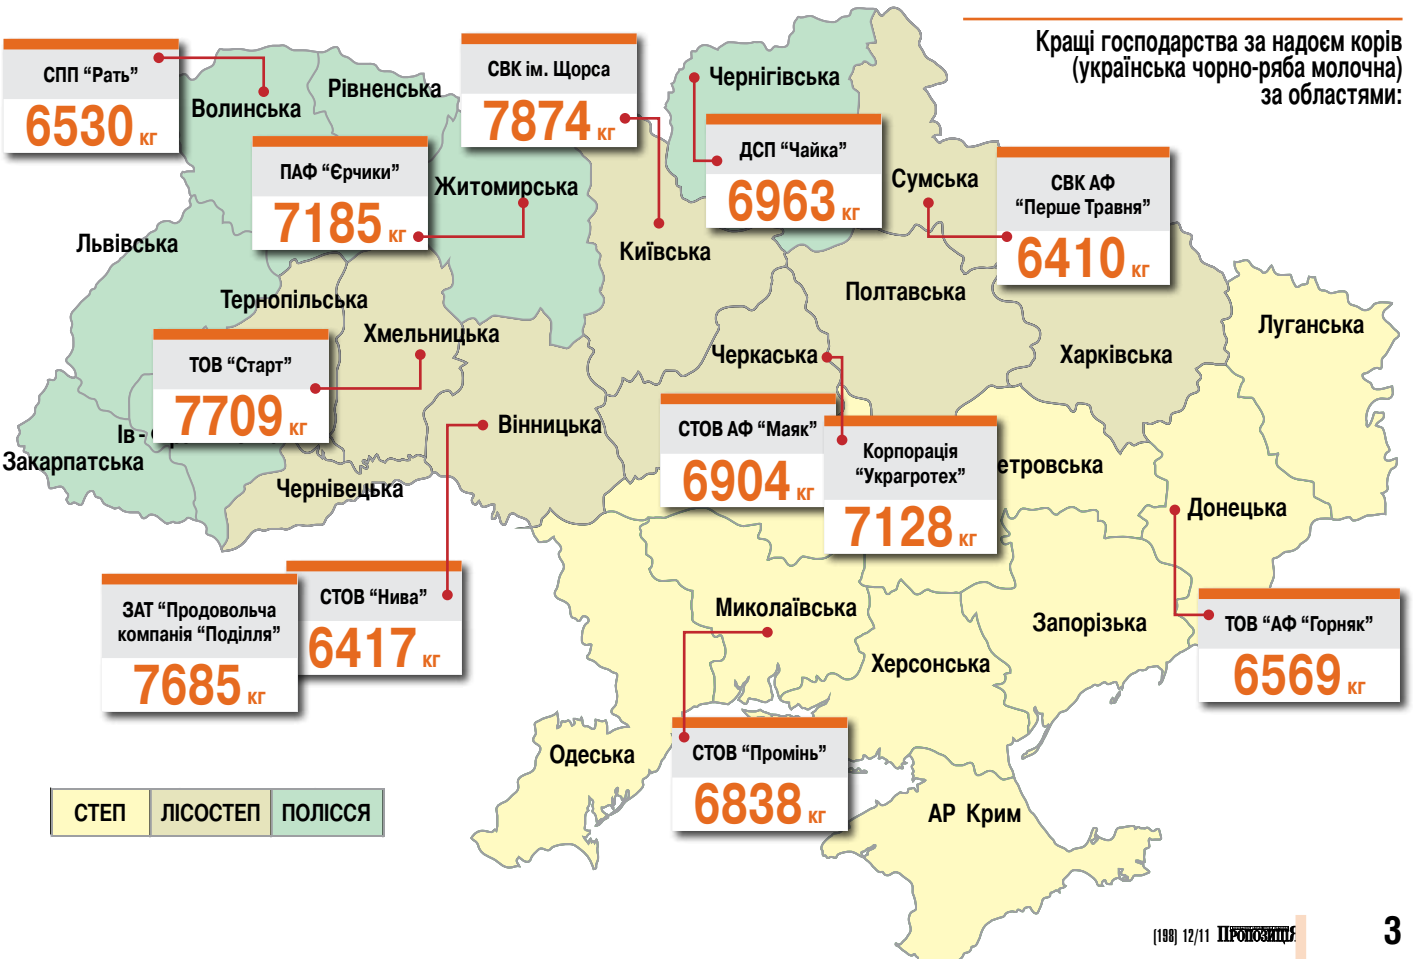 Кращі господарства за надоєм корів
(українська чорно-ряба молочна)
за областями:
СПП “Рать”
6530 кг
Волинська
Рівненська
СВК ім. Щорса
7874 кг
Чернігівська
ДСП “Чайка”
6963 кг
Сумська
СВК АФ
“Перше Травня”
6410 кг
ПАФ “Єрчики”
7185 кг
Житомирська
Київська
Львівська
Тернопільська
Хмельницька
Полтавська
Луганська
Черкаська
Харківська
ТОВ “Старт”
7709 кг
Ів-
Закарпатська
Чернівецька
Вінницька
СТОВ АФ “Маяк”
6904 кг
Корпорація
“Украгротех”
7128 кг
етровська
Донецька
ЗАТ “Продовольча
компанія “Поділля”
7685 кг
СТОВ “Нива”
6417 кг
Миколаївська
Запорізька
Херсонська
ТОВ “АФ “Горняк”
6569 кг
Одеська
СТОВ “Промінь”
6838 кг
АР Крим
СТЕП
ЛІСОСТЕП
ПОЛІССЯ
(198) 12/11 ПРОПОЗИЦІЯ
3